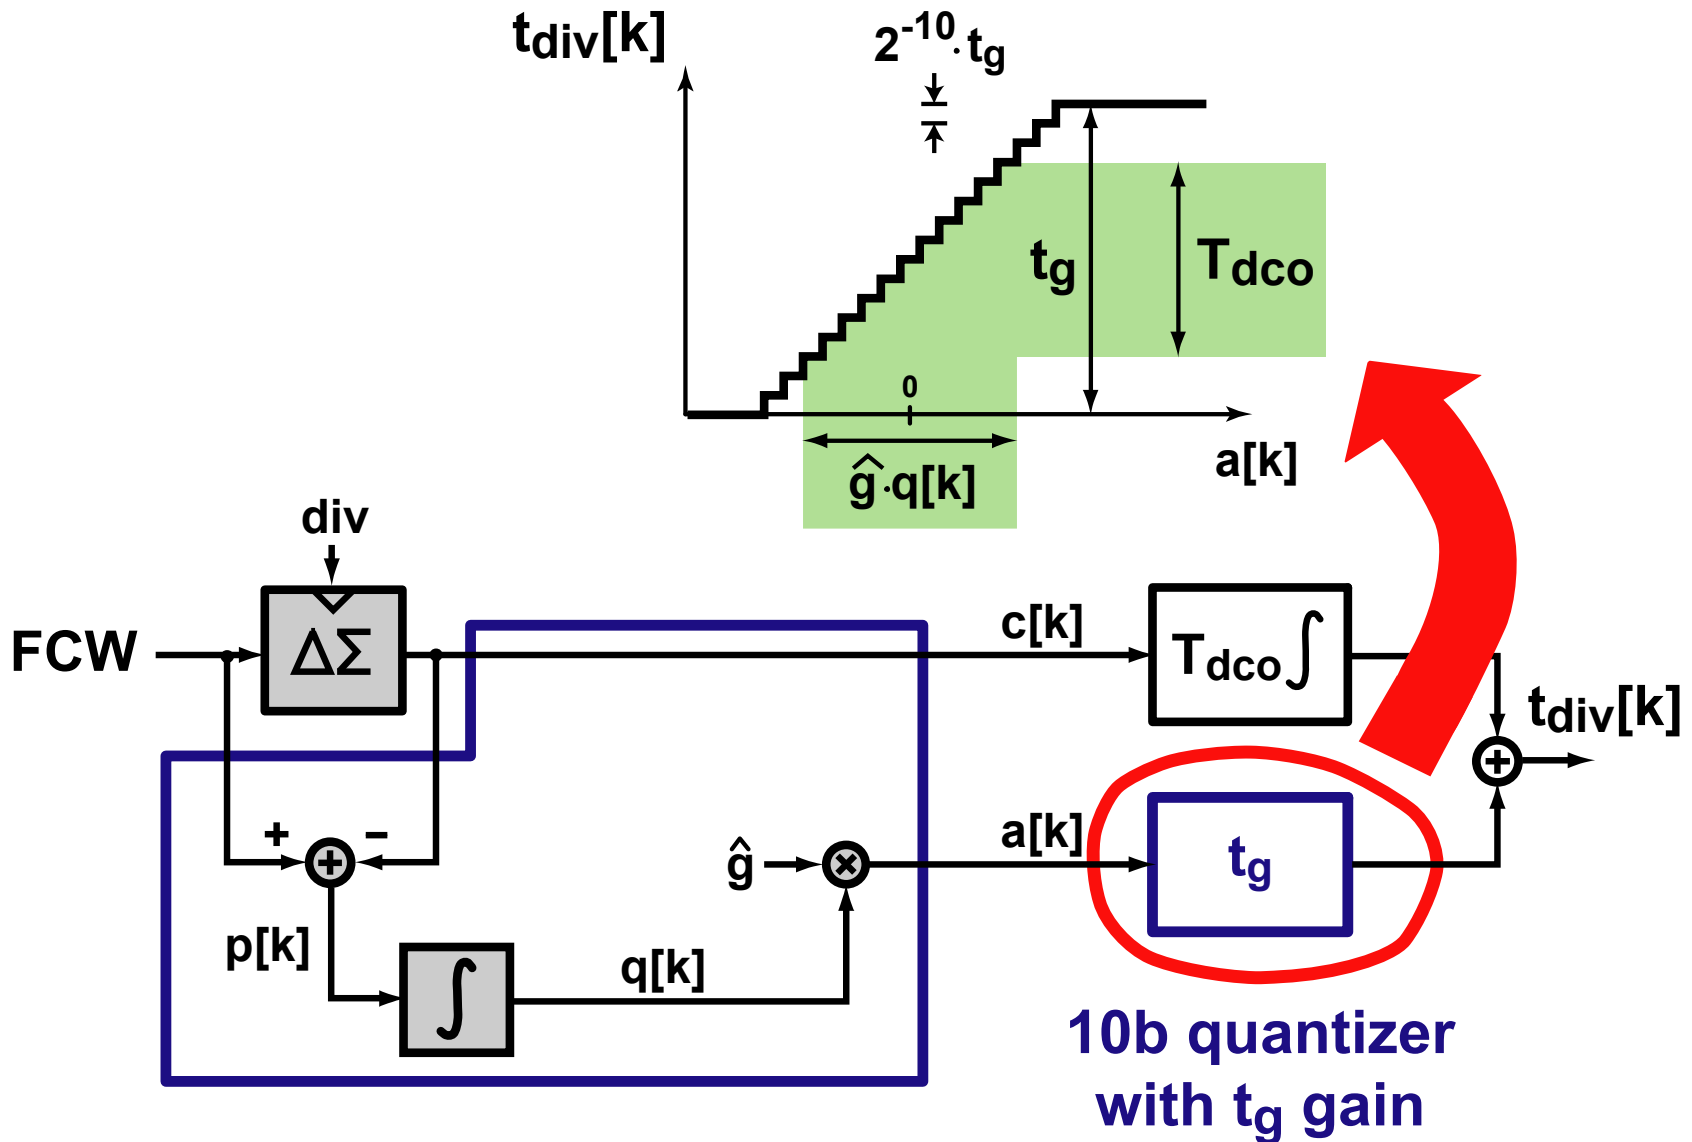 t_div[k]
2^-10·t_g
t_g
T_dco
0
a[k]
ĝ·q[k]
div
FCW
ΔΣ
c[k]
T_dco∫
t_div[k]
+
−
+
ĝ
×
a[k]
t_g
+
p[k]
∫
q[k]
10b quantizer
with t_g gain